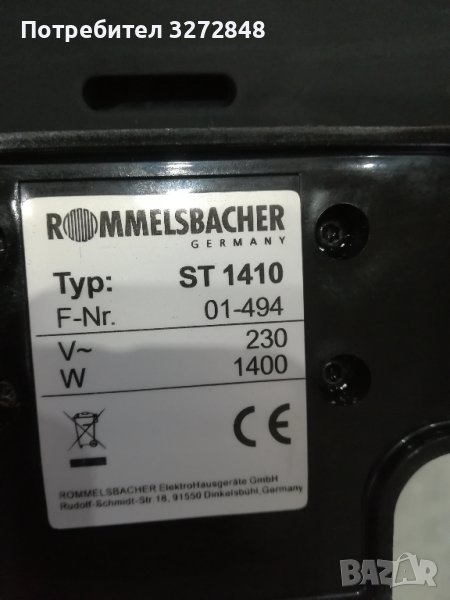 Потребител 3272848
ROMMELSBACHER
GERMANY
Typ: ST 1410
F-Nr. 01-494
V~ 230
W 1400
CE
ROMMELSBACHER ElektroHausgeräte GmbH
Rudolf-Schmidt-Str 18, 91550 Dinkelsbühl, Germany
BAZAR